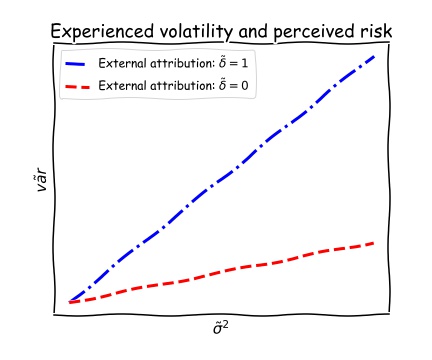 Experienced volatility and perceived risk
External attribution: δ̃ = 1
External attribution: δ̃ = 0
vãr
σ̃²